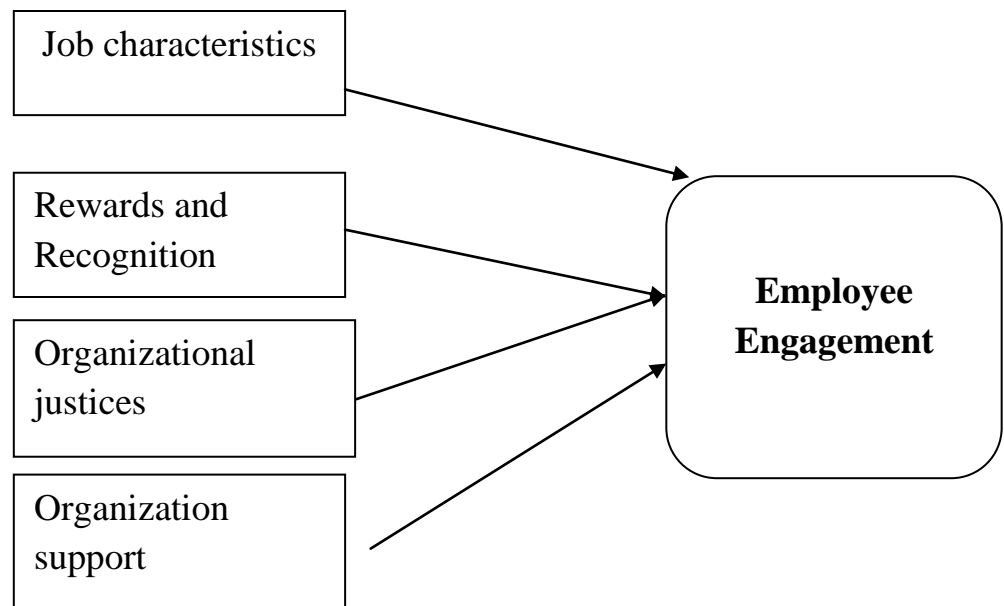 Job characteristics
Rewards and
Recognition
Organizational
justices
Organization
support
Employee
Engagement